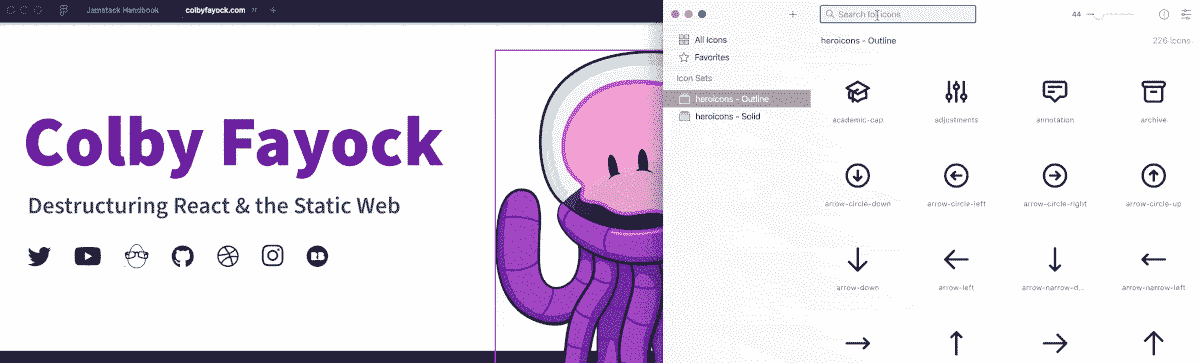 Jamstack Handbook
colbyfayock.com
Colby Fayock
Destructuring React & the Static Web
Search for icons
44
All Icons
Favorites
Icon Sets
heroicons - Outline
heroicons - Solid
heroicons - Outline
226 icons
academic-cap
adjustments
annotation
archive
arrow-circle-down
arrow-circle-left
arrow-circle-right
arrow-circle-up
arrow-down
arrow-left
arrow-narrow-d...
arrow-narrow-left